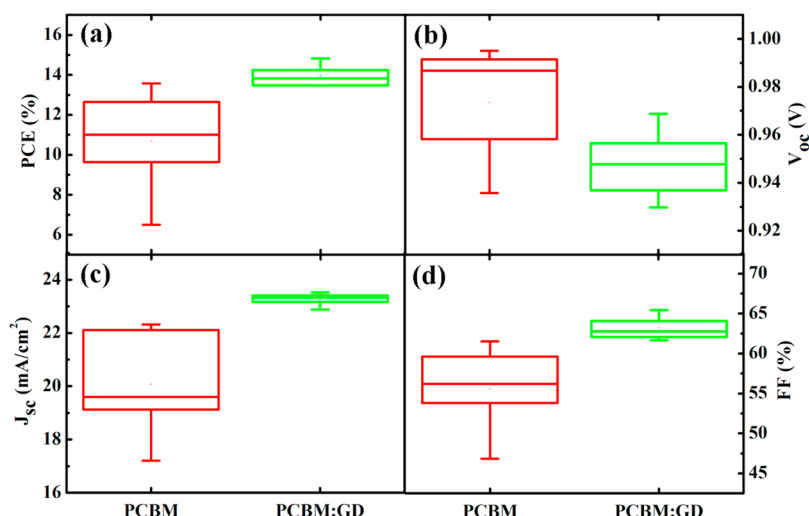 (a)
PCE (%)
16
14
12
10
8
6
(b)
1.00
0.98
0.96
0.94
0.92
Voc (V)
(c)
Jsc (mA/cm²)
24
22
20
18
16
PCBM
PCBM:GD
(d)
70
65
60
55
50
45
FF (%)
PCBM
PCBM:GD